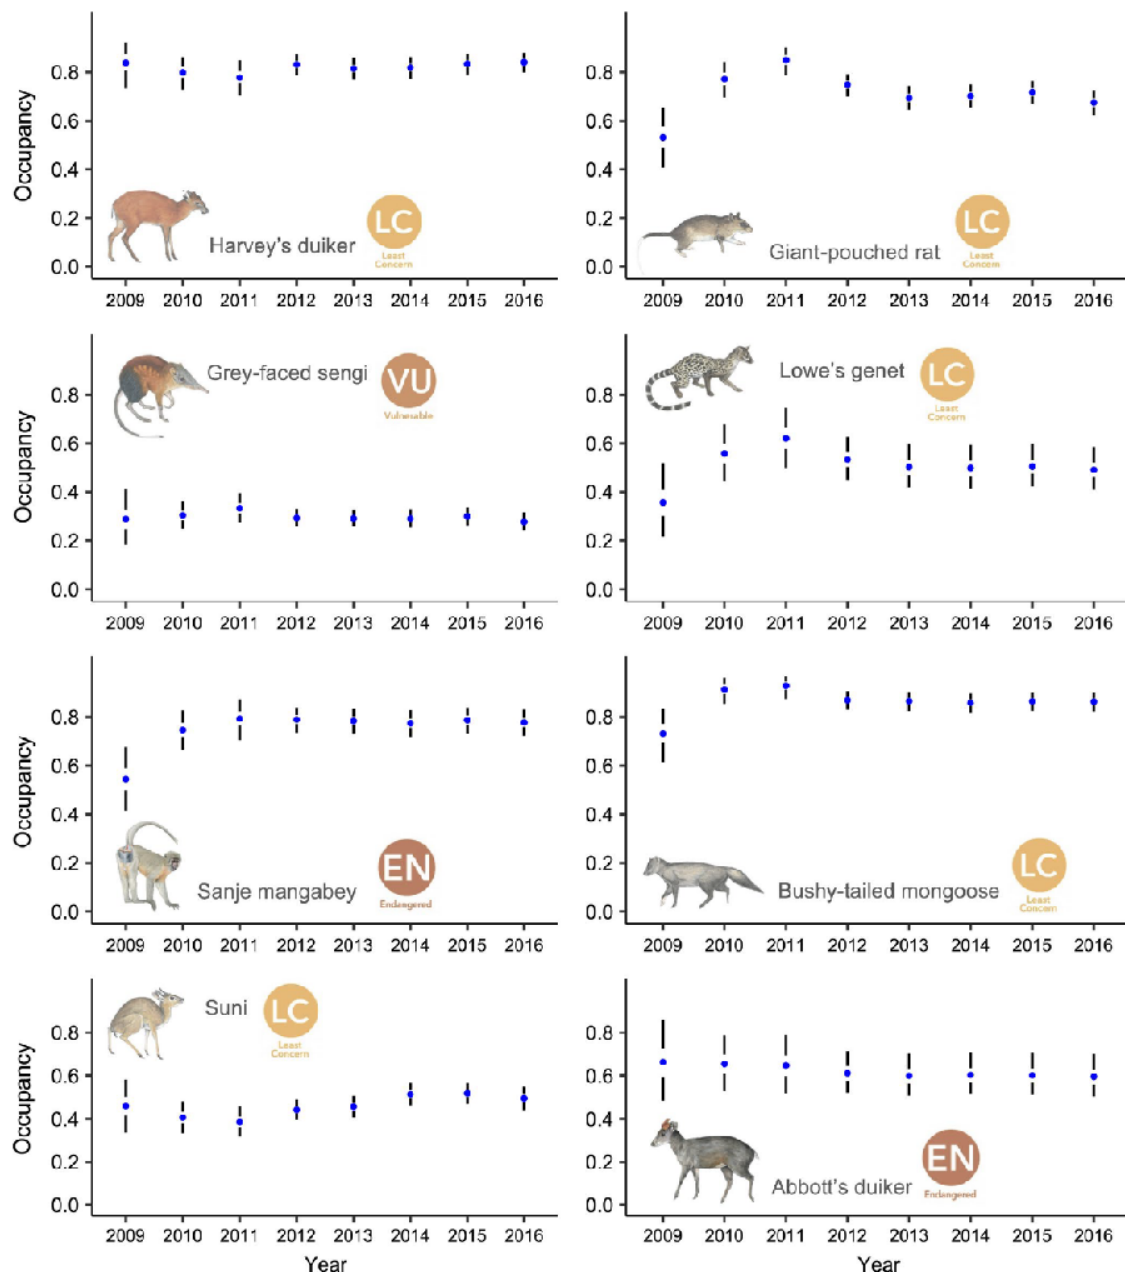 Occupancy
0.8
0.6
0.4
0.2
0.0
Harvey's duiker
LC
Least
Concern
2009 2010 2011 2012 2013 2014 2015 2016
0.8
0.6
0.4
0.2
0.0
Giant-pouched rat
LC
Least
Concern
2009 2010 2011 2012 2013 2014 2015 2016
Occupancy
0.8
0.6
0.4
0.2
0.0
Grey-faced sengi
VU
Vulnerable
2009 2010 2011 2012 2013 2014 2015 2016
0.8
0.6
0.4
0.2
0.0
Lowe's genet
LC
Least
Concern
2009 2010 2011 2012 2013 2014 2015 2016
Occupancy
0.8
0.6
0.4
0.2
0.0
Sanje mangabey
EN
Endangered
2009 2010 2011 2012 2013 2014 2015 2016
0.8
0.6
0.4
0.2
0.0
Bushy-tailed mongoose
LC
Least
Concern
2009 2010 2011 2012 2013 2014 2015 2016
Occupancy
0.8
0.6
0.4
0.2
0.0
Suni
LC
Least
Concern
2009 2010 2011 2012 2013 2014 2015 2016
Year
0.8
0.6
0.4
0.2
0.0
Abbott's duiker
EN
Endangered
2009 2010 2011 2012 2013 2014 2015 2016
Year